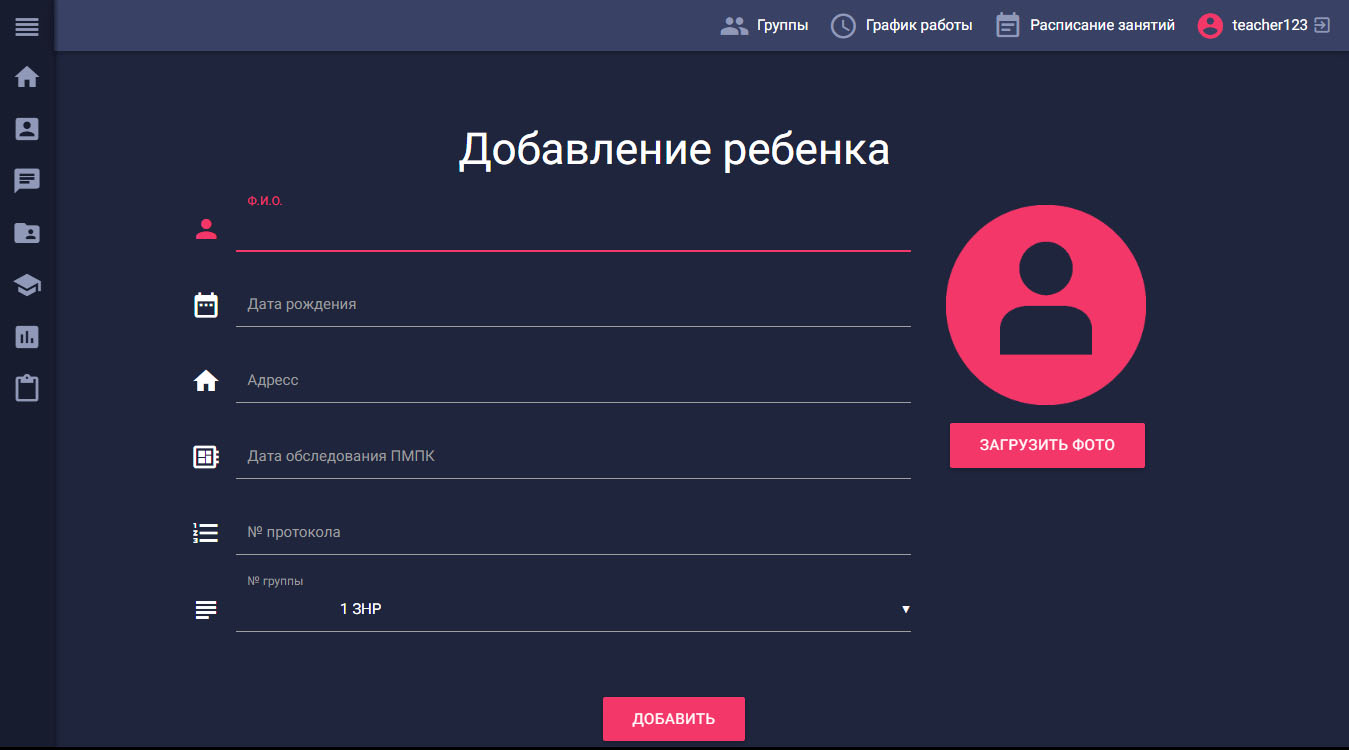 Группы График работы Расписание занятий teacher123
Добавление ребенка
Ф.И.О.
Дата рождения
Адресс
Дата обследования ПМПК
ЗАГРУЗИТЬ ФОТО
№ протокола
№ группы
1 ЗНР
ДОБАВИТЬ